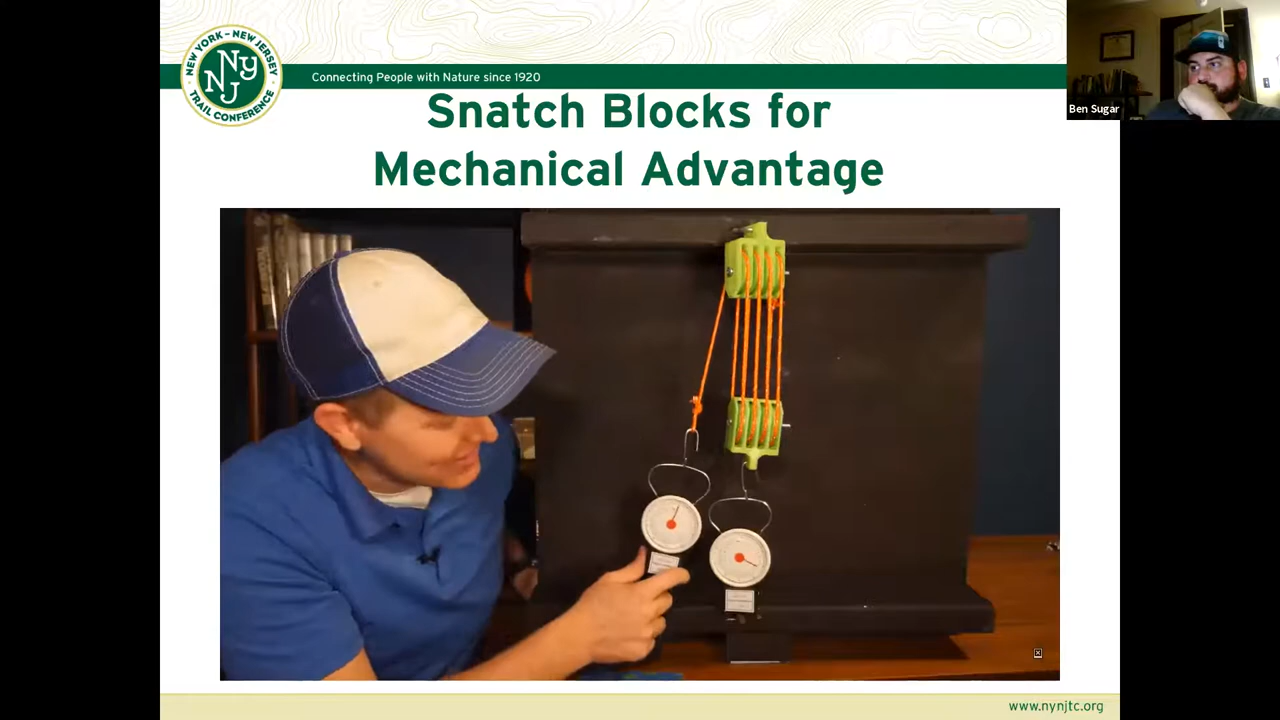 NEW YORK – NEW JERSEY
NY
NJ
TRAIL CONFERENCE
Connecting People with Nature since 1920
Snatch Blocks for
Mechanical Advantage
Ben Sugar
www.nynjtc.org